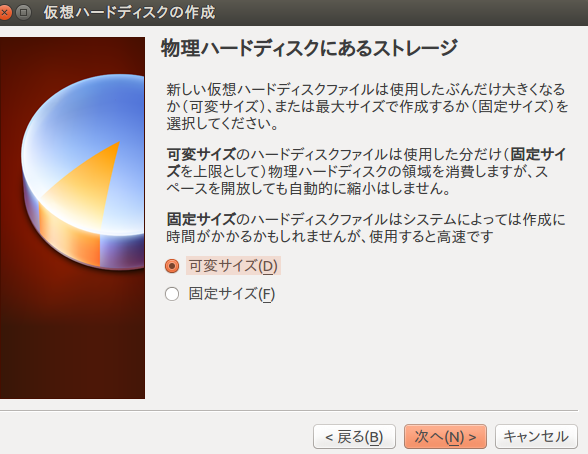 仮想ハードディスクの作成
物理ハードディスクにあるストレージ
新しい仮想ハードディスクファイルは使用したぶんだけ大きくなる
か(可変サイズ)、または最大サイズで作成するか(固定サイズ)を
選択してください。
可変サイズのハードディスクファイルは使用した分だけ(固定サイ
ズを上限として)物理ハードディスクの領域を消費しますが、ス
ペースを開放しても自動的に縮小はしません。
固定サイズのハードディスクファイルはシステムによっては作成に
時間がかかるかもしれませんが、使用すると高速です
可変サイズ(D)
固定サイズ(F)
< 戻る(B)
次へ(N) >
キャンセル